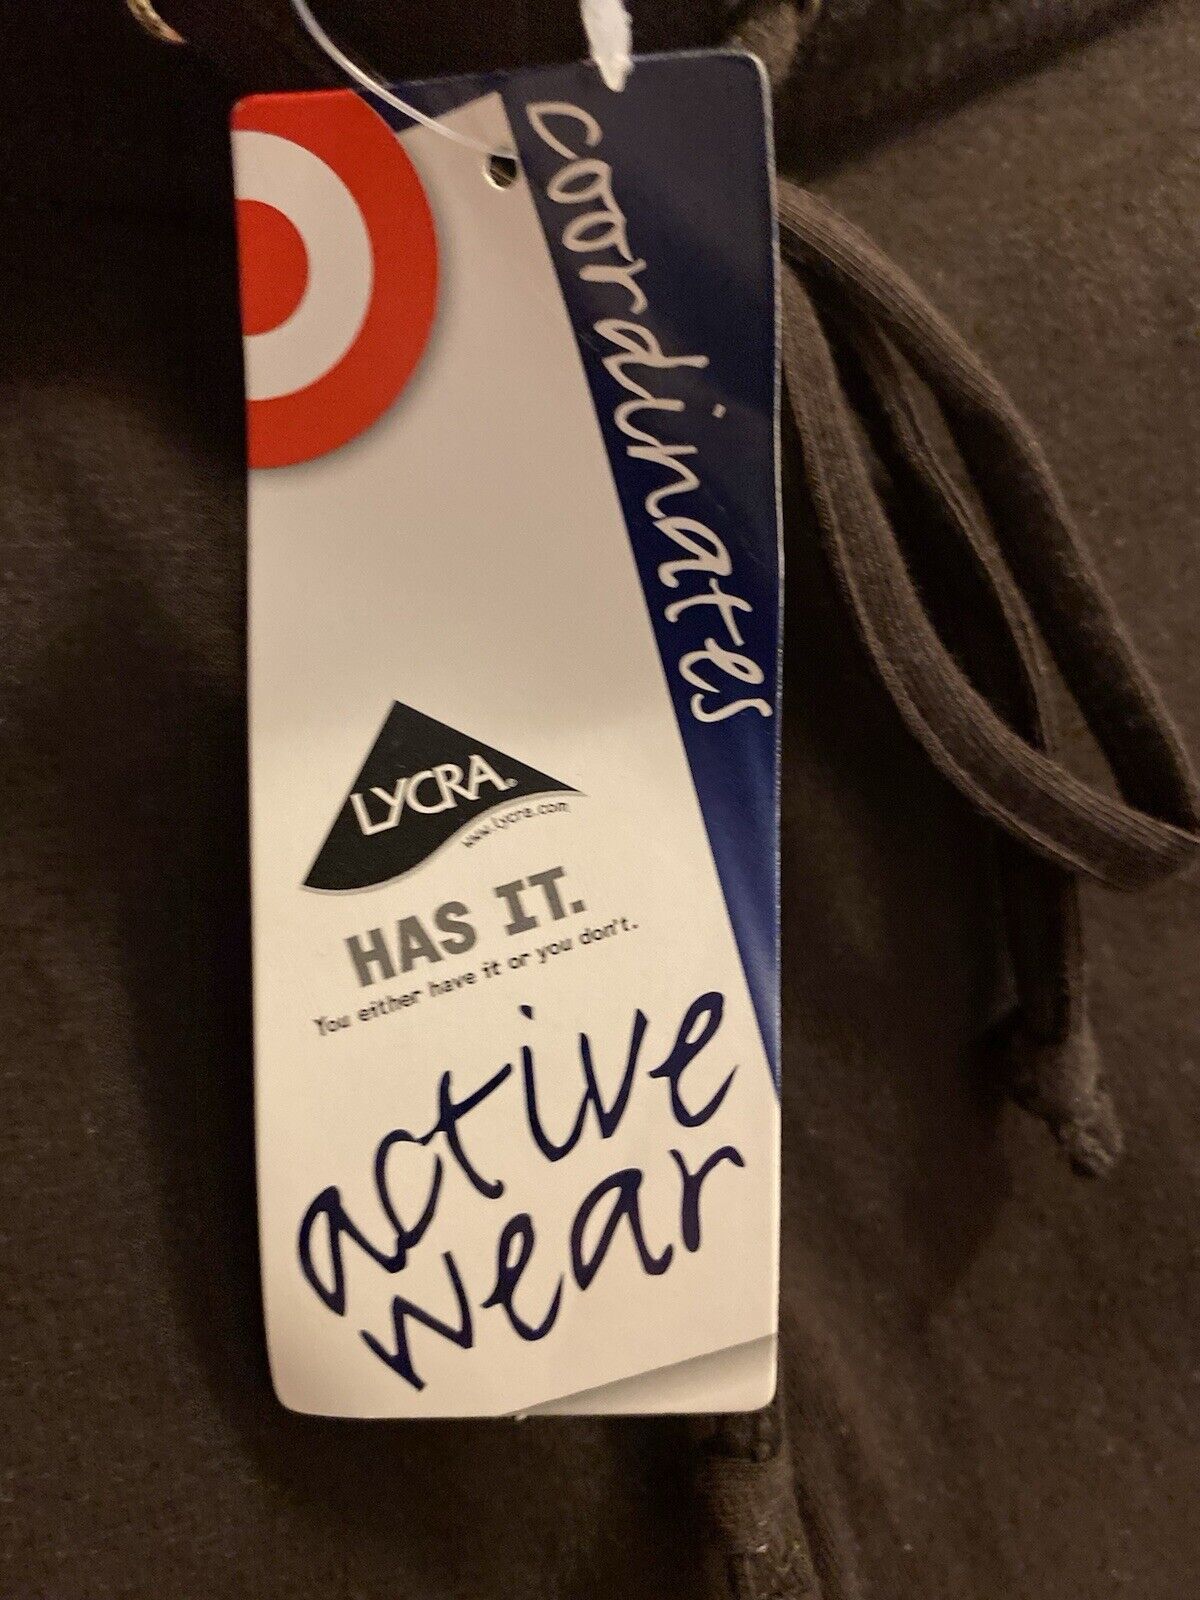 coordinates
LYCRA®
www.lycra.com
HAS IT.
You either have it or you don't.
active
wear